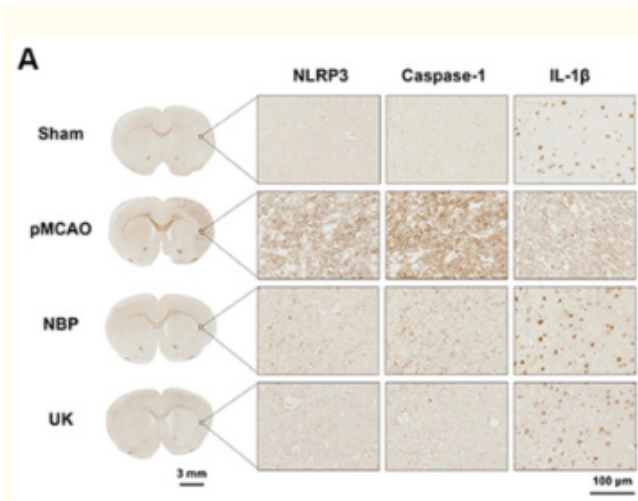 A
NLRP3 Caspase-1 IL-1β
Sham
pMCAO
NBP
UK
3 mm
100 µm